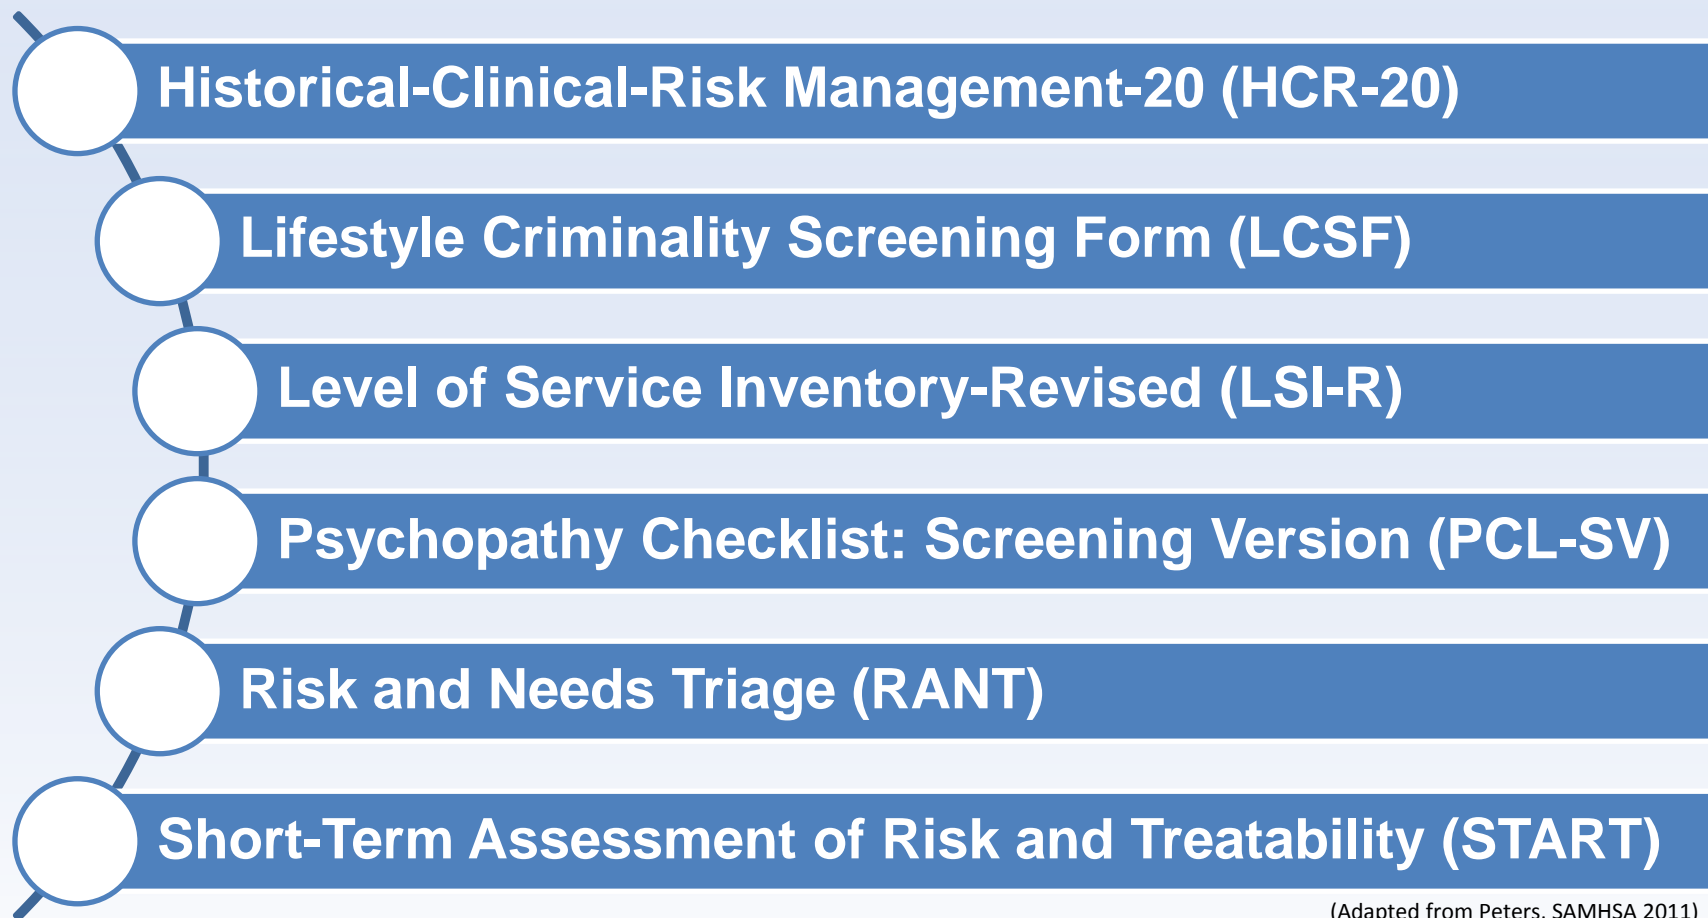 Historical-Clinical-Risk Management-20 (HCR-20)
Lifestyle Criminality Screening Form (LCSF)
Level of Service Inventory-Revised (LSI-R)
Psychopathy Checklist: Screening Version (PCL-SV)
Risk and Needs Triage (RANT)
Short-Term Assessment of Risk and Treatability (START)
(Adapted from Peters, SAMHSA 2011)